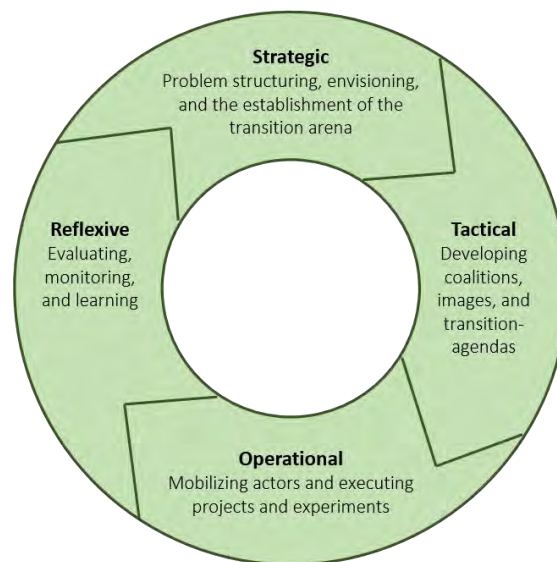 Strategic
Problem structuring, envisioning,
and the establishment of the
transition arena
Reflexive
Evaluating,
monitoring,
and learning
Tactical
Developing
coalitions,
images, and
transition-
agendas
Operational
Mobilizing actors and executing
projects and experiments